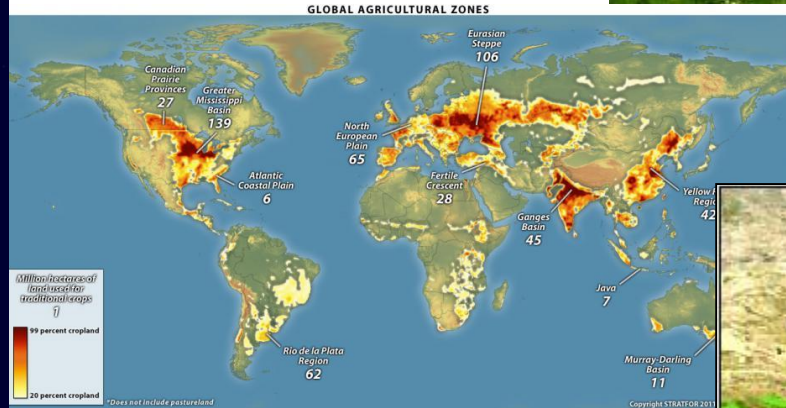 GLOBAL AGRICULTURAL ZONES
Eurasian
Steppe
106
Canadian
Prairie
Provinces
27
Greater
Mississippi
Basin
139
North
European
Plain
65
Atlantic
Coastal Plain
6
Fertile
Crescent
28
Ganges
Basin
45
Yellow
42
Java
7
Million hectares of
land used for
traditional crops
1
99 percent cropland
20 percent cropland
Rio de la Plata
Region
62
Murray-Darling
Basin
11
*Does not include pastureland
Copyright STRATFOR 2011